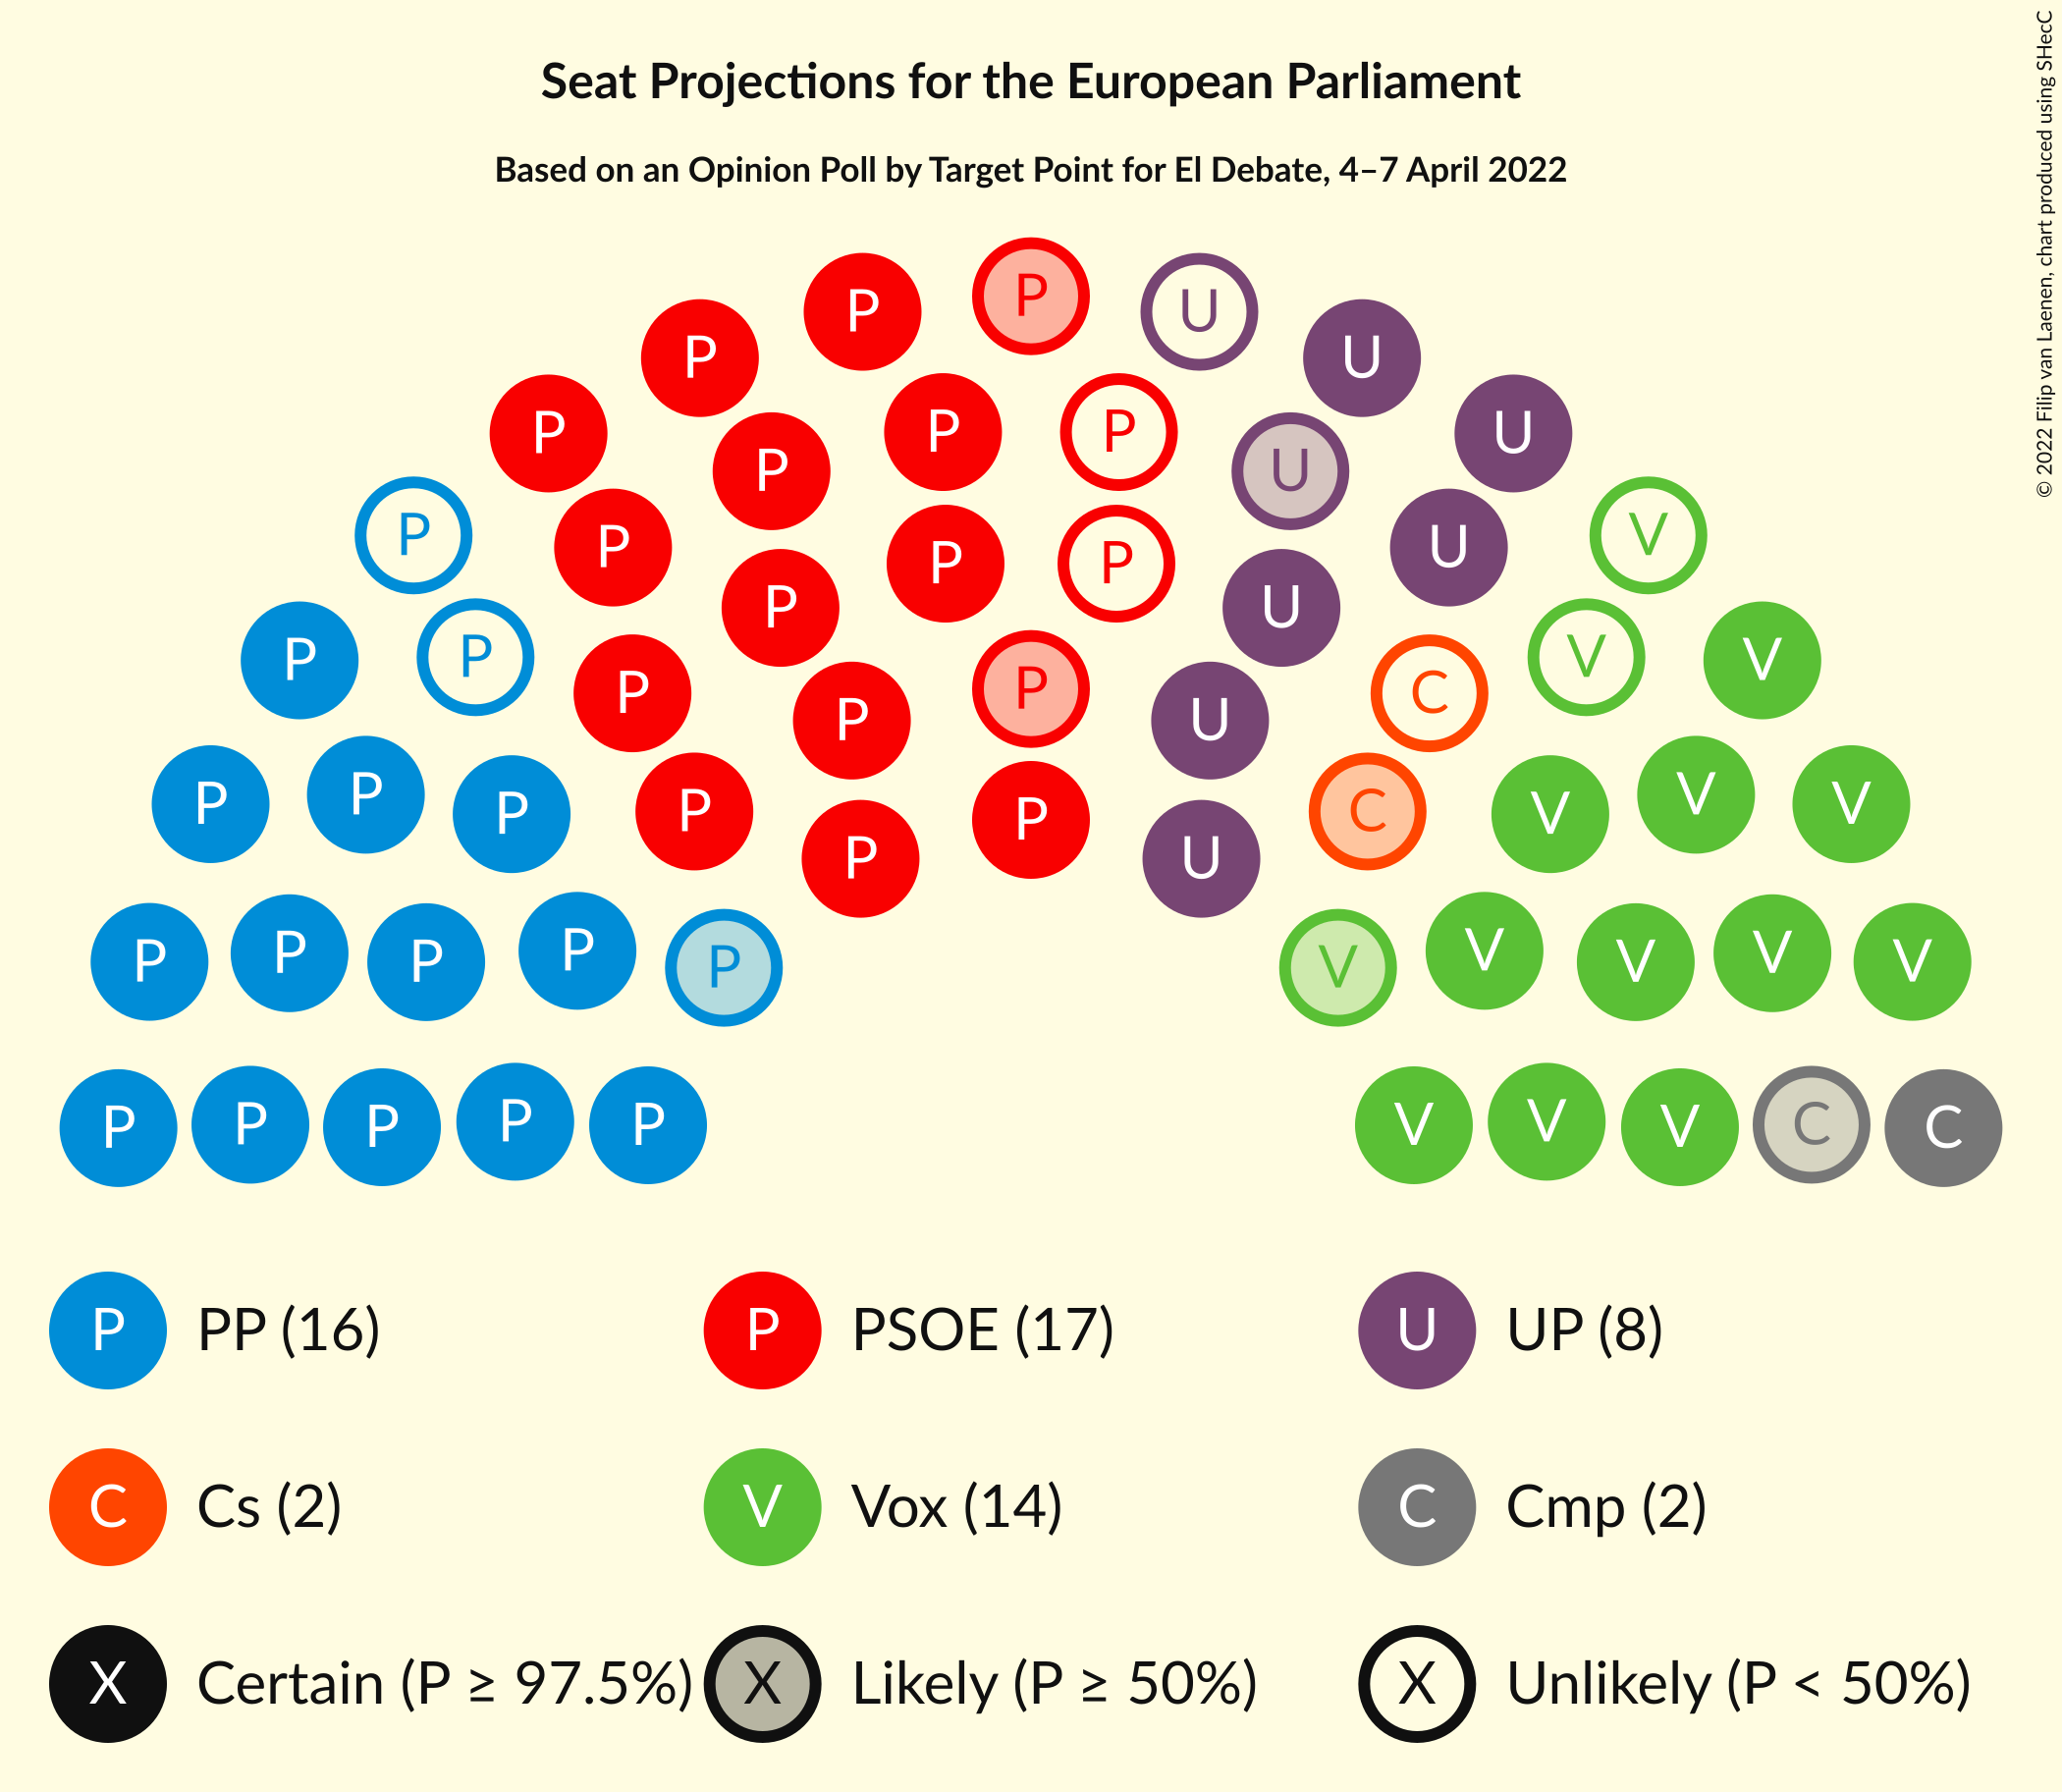 Seat Projections for the European Parliament
Based on an Opinion Poll by Target Point for El Debate, 4–7 April 2022
© 2022 Filip van Laenen, chart produced using SHecC
P U
P U
P U
P P U
P P U
P V
P P U
P P U
P V
P P V
P P U C
P P U
P P V V
P P C V
P P U
P V V
P P V V V
P V
P P P P P V V V V V
P PP (16) P PSOE (17) U UP (8)
C Cs (2) V Vox (14) C Cmp (2)
X Certain (P ≥ 97.5%) X Likely (P ≥ 50%) X Unlikely (P < 50%)